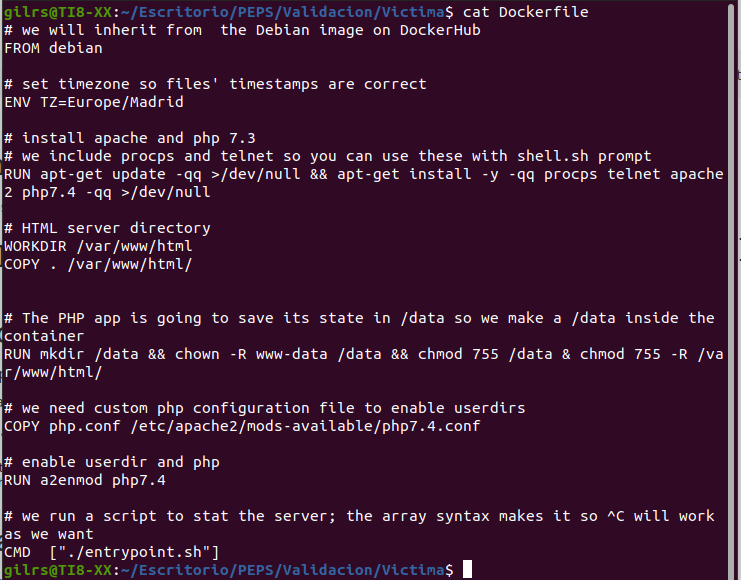 gilrs@TI8-XX:~/Escritorio/PEPS/Validacion/Victima$ cat Dockerfile
# we will inherit from  the Debian image on DockerHub
FROM debian
# set timezone so files' timestamps are correct
ENV TZ=Europe/Madrid
# install apache and php 7.3
# we include procps and telnet so you can use these with shell.sh prompt
RUN apt-get update -qq >/dev/null && apt-get install -y -qq procps telnet apache
2 php7.4 -qq >/dev/null
# HTML server directory
WORKDIR /var/www/html
COPY . /var/www/html/
# The PHP app is going to save its state in /data so we make a /data inside the
container
RUN mkdir /data && chown -R www-data /data && chmod 755 /data & chmod 755 -R /va
r/www/html/
# we need custom php configuration file to enable userdirs
COPY php.conf /etc/apache2/mods-available/php7.4.conf
# enable userdir and php
RUN a2enmod php7.4
# we run a script to stat the server; the array syntax makes it so ^C will work
as we want
CMD  ["./entrypoint.sh"]
gilrs@TI8-XX:~/Escritorio/PEPS/Validacion/Victima$